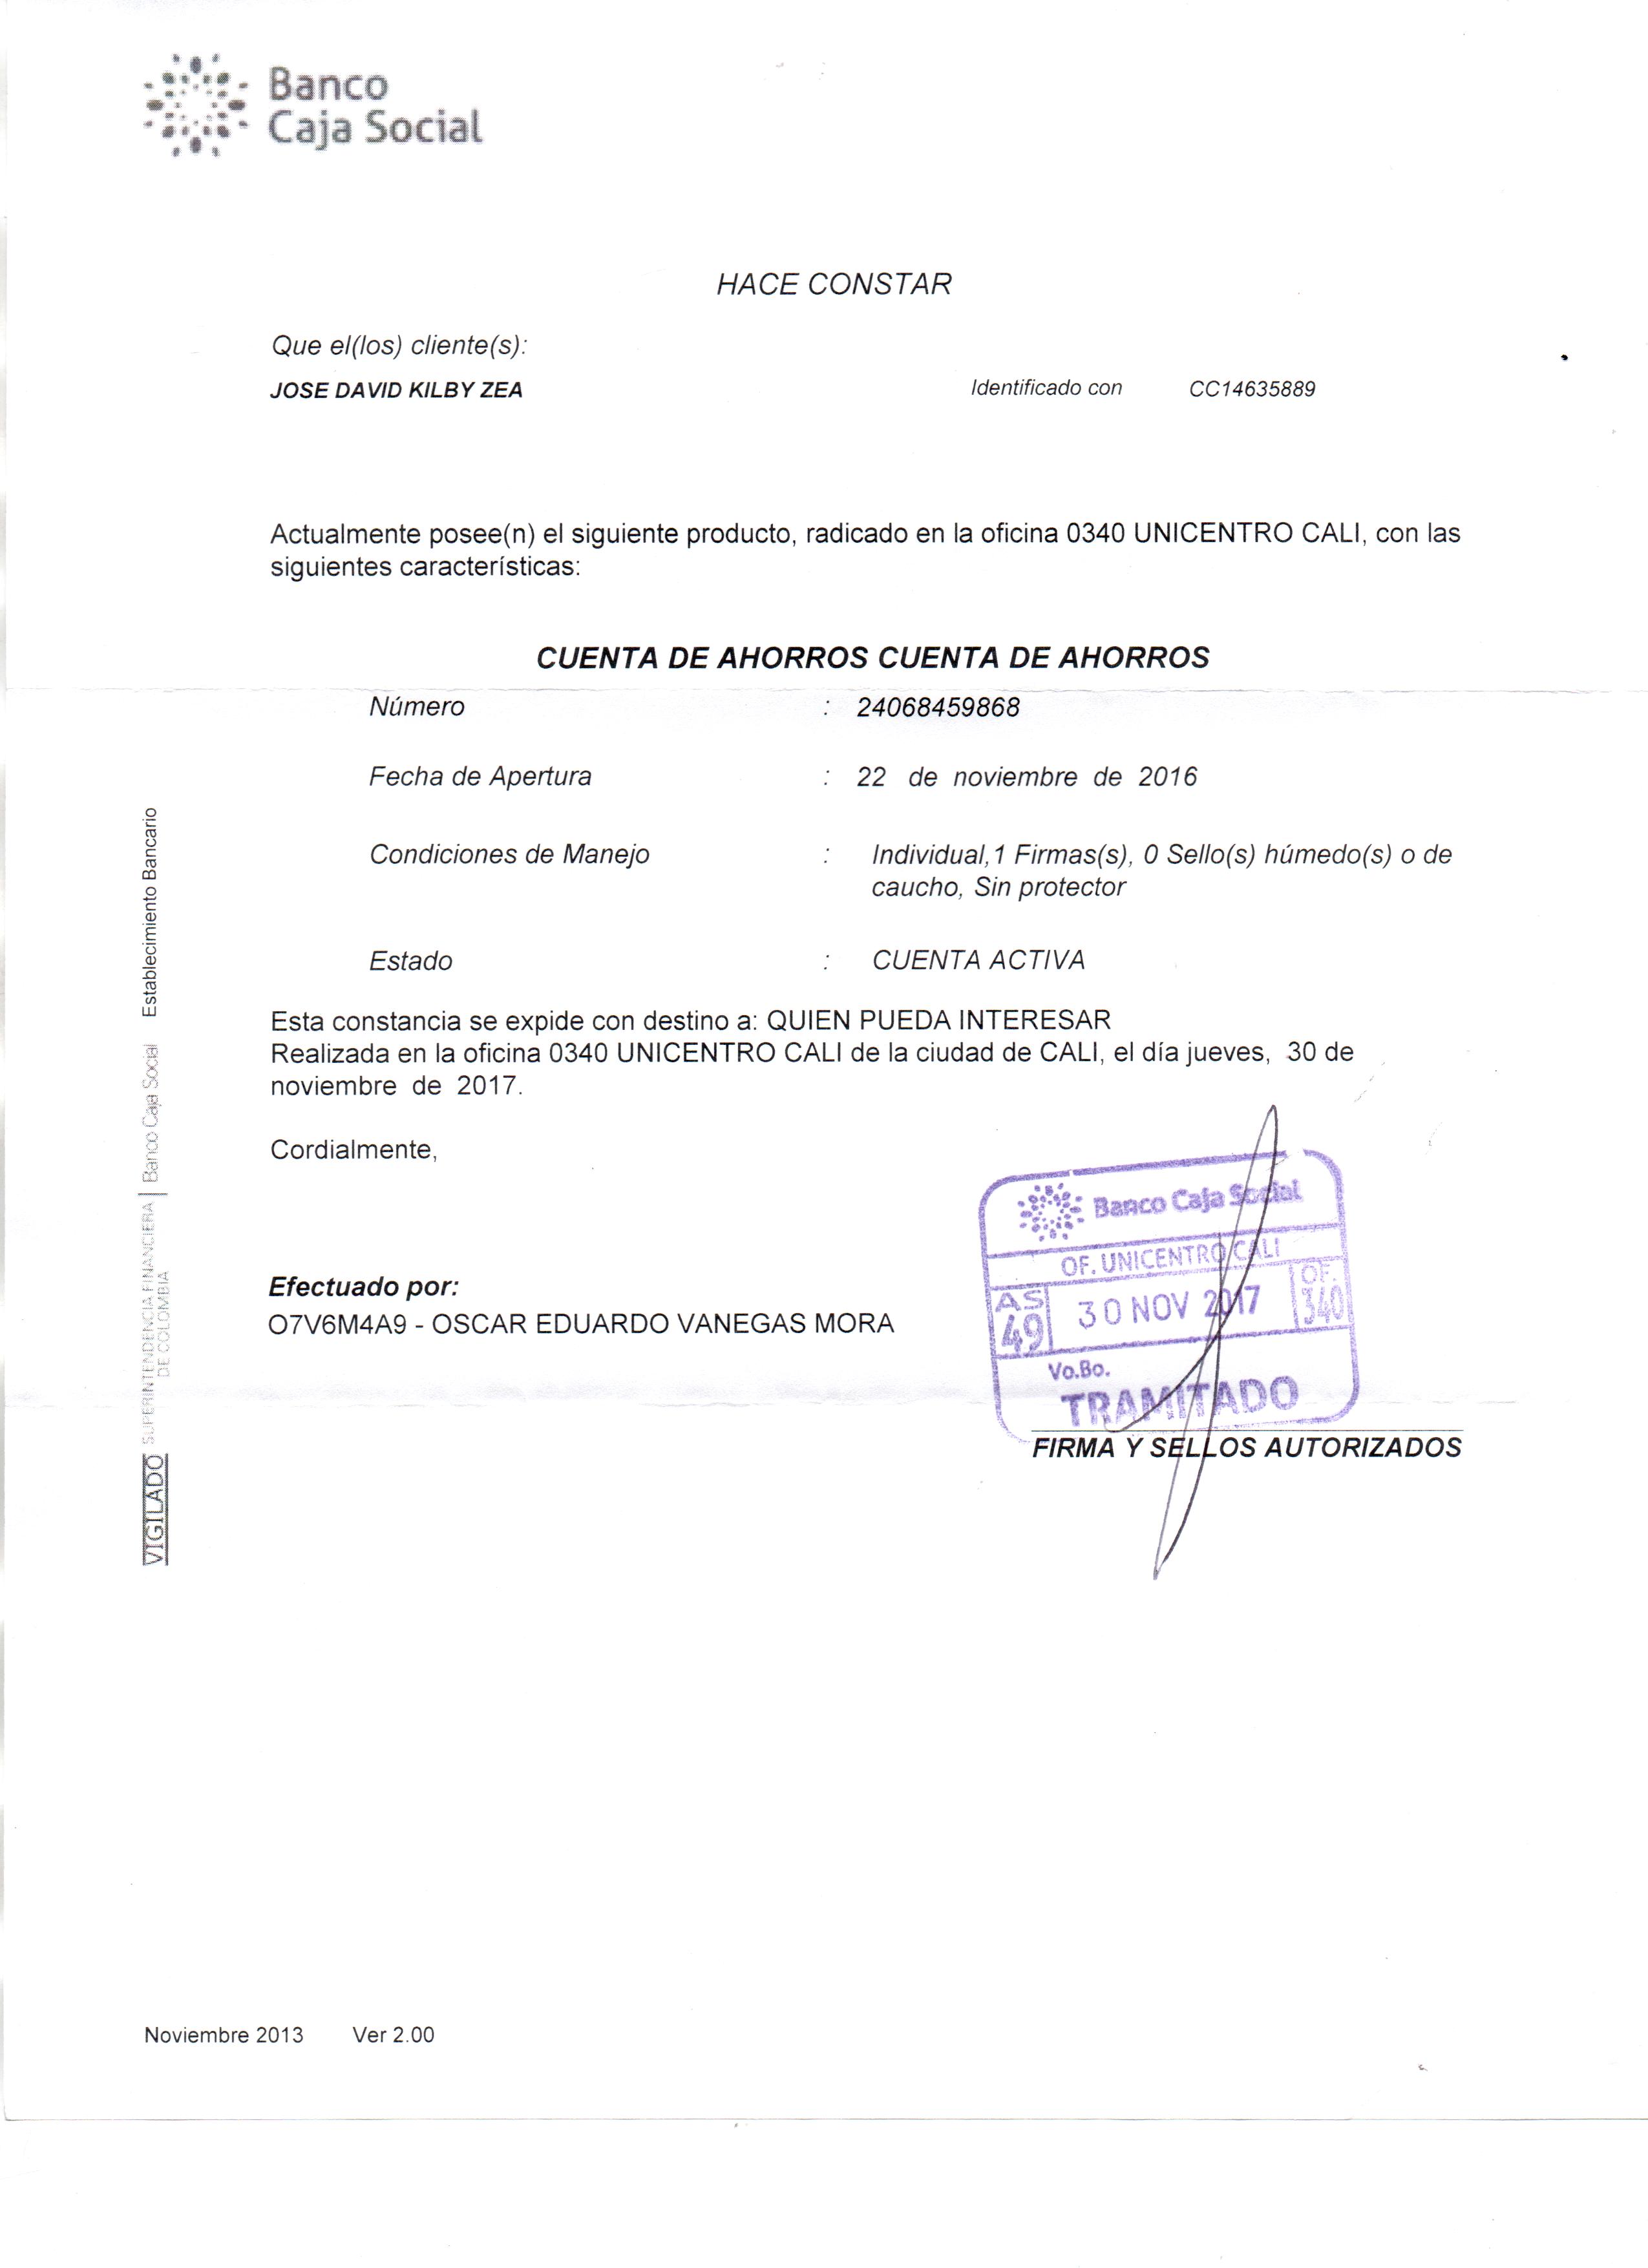 Banco
Caja Social
HACE CONSTAR
Que el(los) cliente(s):
JOSE DAVID KILBY ZEA Identificado con CC14635889
Actualmente posee(n) el siguiente producto, radicado en la oficina 0340 UNICENTRO CALI, con las
siguientes características:
CUENTA DE AHORROS CUENTA DE AHORROS
Número : 24068459868
Fecha de Apertura : 22 de noviembre de 2016
Condiciones de Manejo : Individual,1 Firmas(s), 0 Sello(s) húmedo(s) o de
caucho, Sin protector
Estado : CUENTA ACTIVA
Esta constancia se expide con destino a: QUIEN PUEDA INTERESAR
Realizada en la oficina 0340 UNICENTRO CALI de la ciudad de CALI, el día jueves, 30 de
noviembre de 2017.
Cordialmente,
Banco Caja Social
OF. UNICENTRO CALI
AS 49 30 NOV 2017 OF. 340
Vo.Bo.
TRAMITADO
Efectuado por:
O7V6M4A9 - OSCAR EDUARDO VANEGAS MORA
FIRMA Y SELLOS AUTORIZADOS
VIGILADO SUPERINTENDENCIA FINANCIERA DE COLOMBIA Banco Caja Social Establecimiento Bancario
Noviembre 2013 Ver 2.00